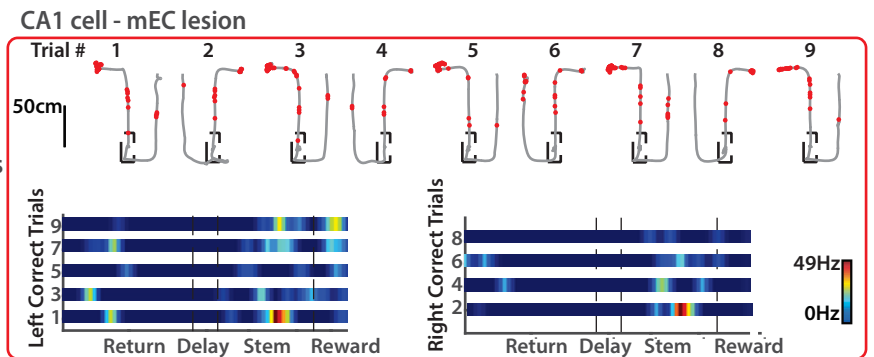 CA1 cell - mEC lesion
Trial # 1 2 3 4 5 6 7 8 9
50cm
s
Left Correct Trials
9
7
5
3
1
Return Delay Stem Reward
Right Correct Trials
8
6
4
2
Return Delay Stem Reward
49Hz
0Hz